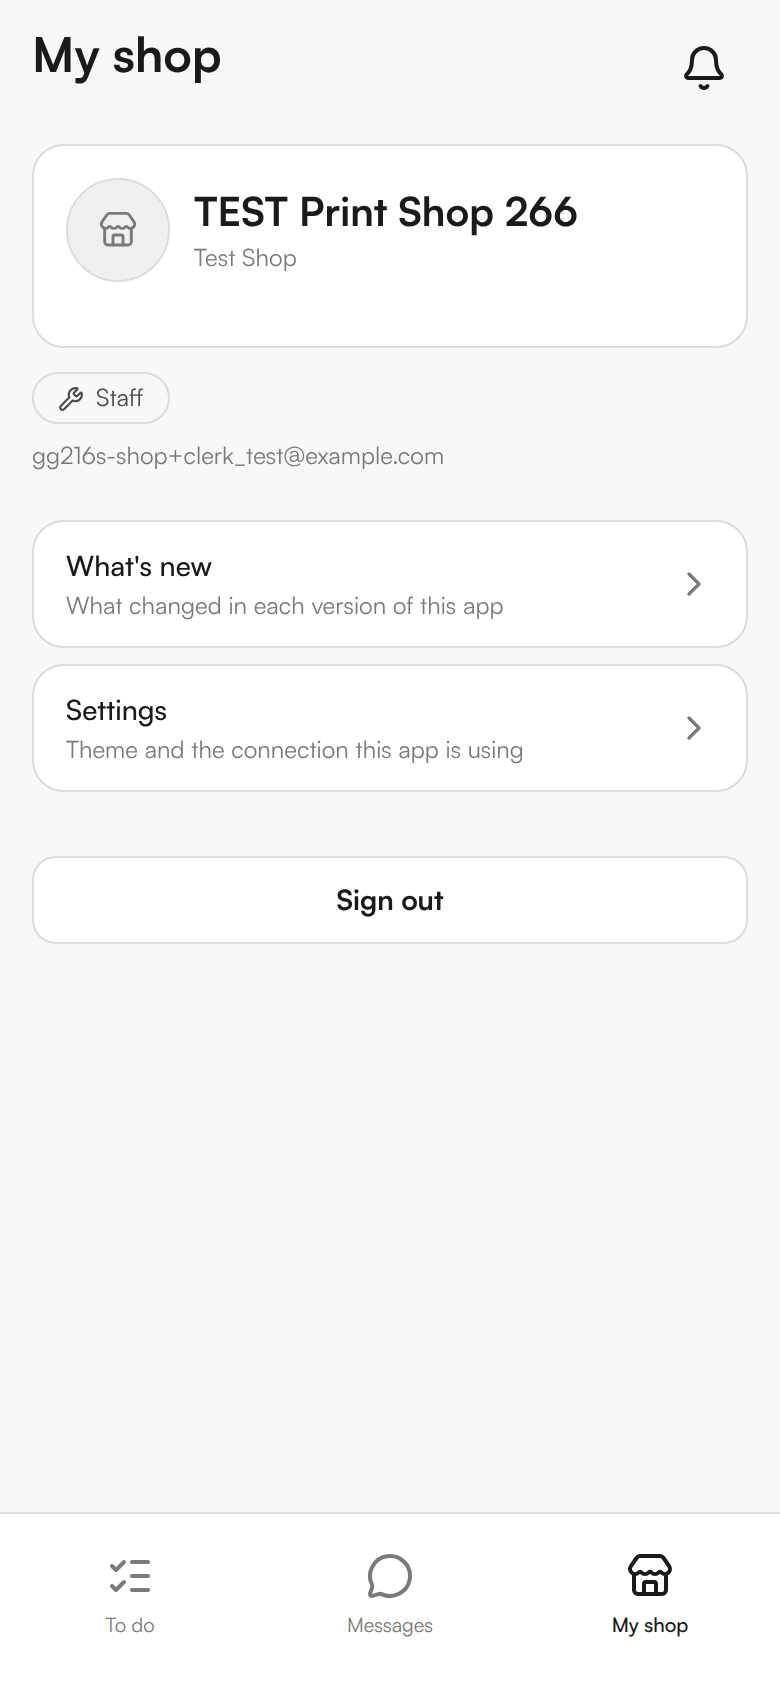 My shop
TEST Print Shop 266
Test Shop
Staff
gg216s-shop+clerk_test@example.com
What's new
What changed in each version of this app
Settings
Theme and the connection this app is using
Sign out
To do
Messages
My shop